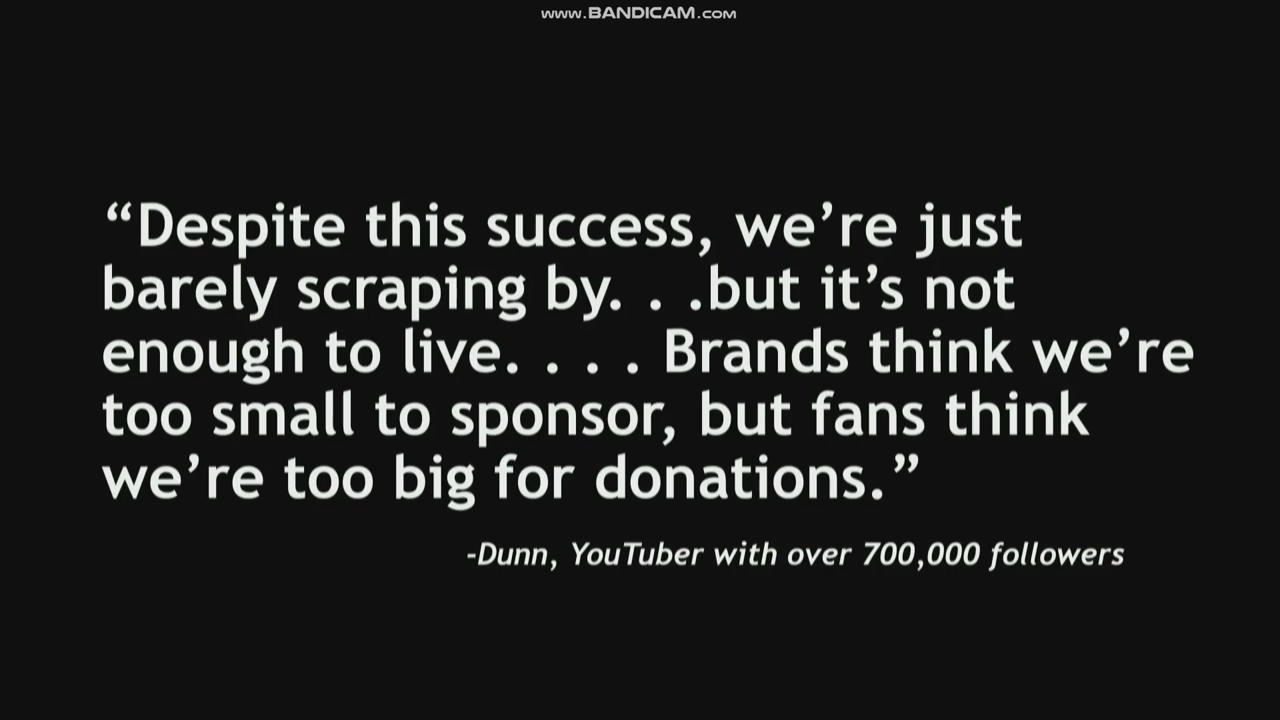 www.BANDICAM.com
“Despite this success, we’re just
barely scraping by. . .but it’s not
enough to live. . . . Brands think we’re
too small to sponsor, but fans think
we’re too big for donations.”
-Dunn, YouTuber with over 700,000 followers